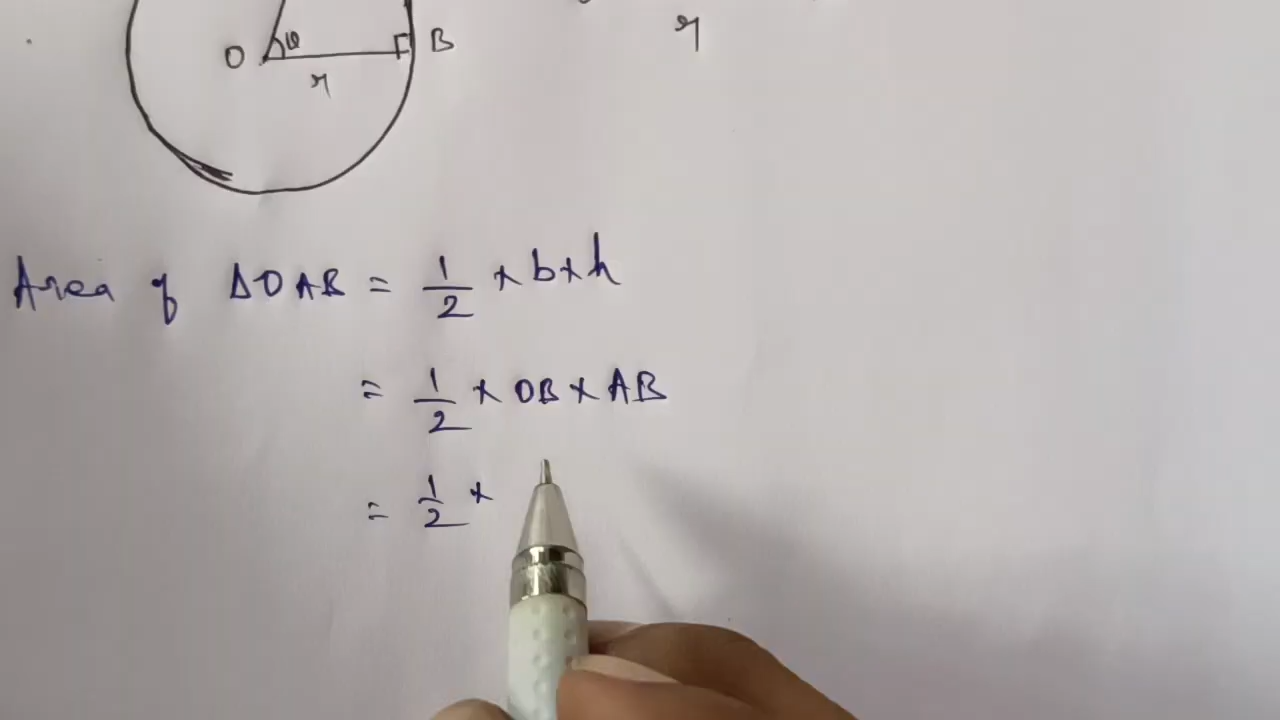 O θ B
r
r
Area of ΔOAB = 1/2 × b × h
= 1/2 × OB × AB
= 1/2 ×